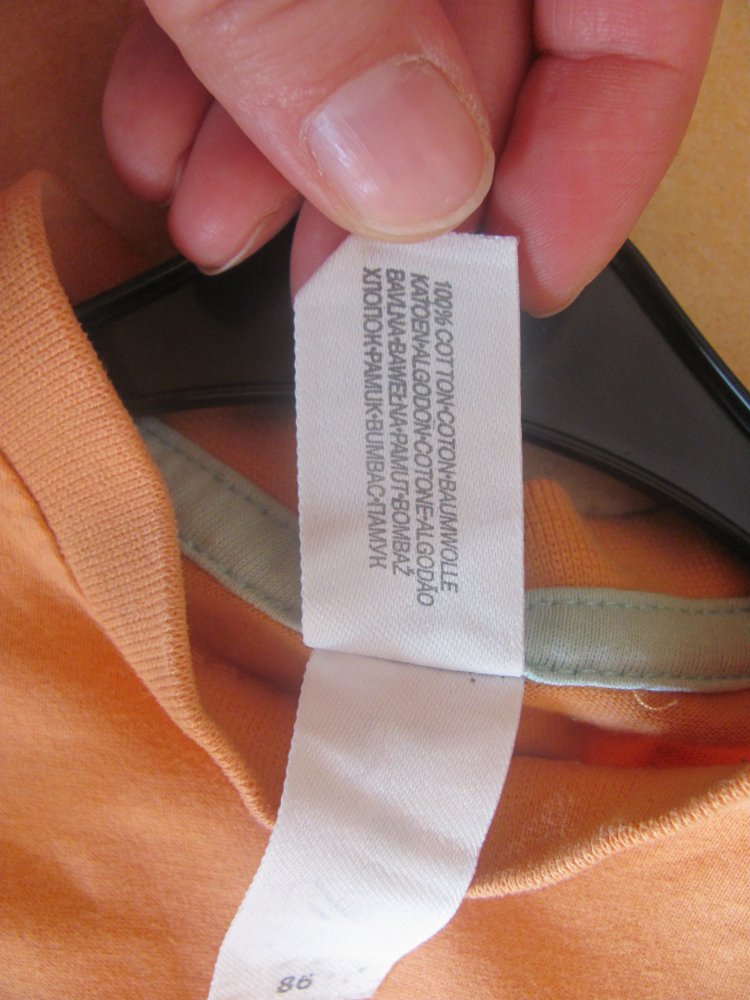 100% COTTON•COTON•BAUMWOLLE
KATOEN•ALGODON•COTONE•ALGODÃO
BAVLNA•BAWEŁNA•PAMUT•BOMBAŽ
ХЛОПОК•PAMUK•BUMBAC•ПАМУК
86